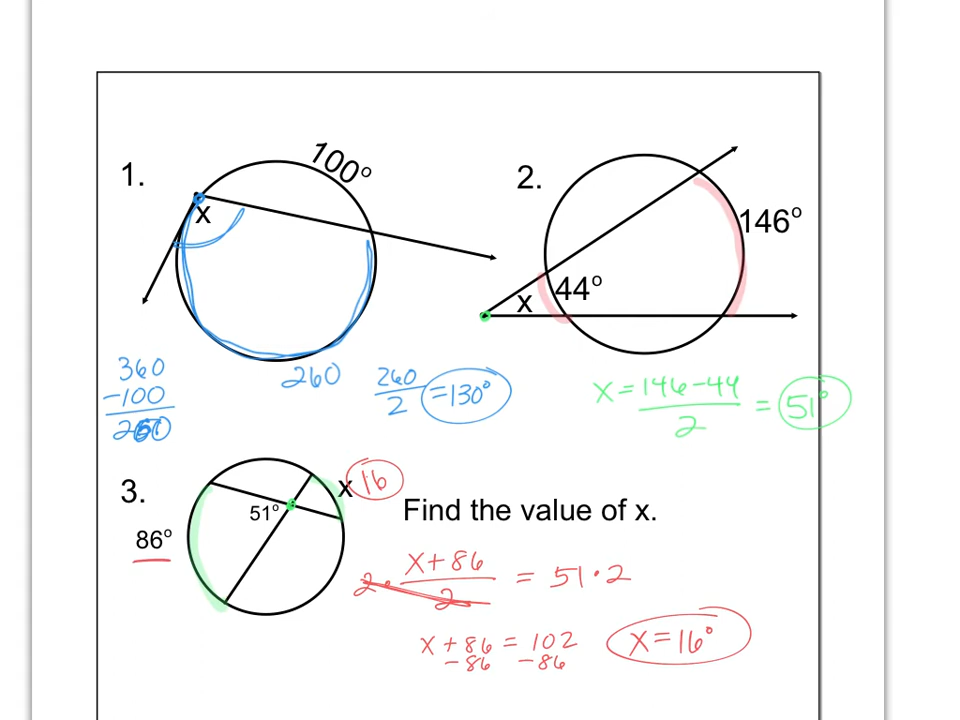 1.
100°
x
360
-100
260
260
260
2
=130°
2.
146°
44°
x
x = 146-44
2
= 51°
3.
x 16
51°
86°
Find the value of x.
2 · x+86
2
= 51 · 2
x + 86 = 102
-86 -86
x = 16°